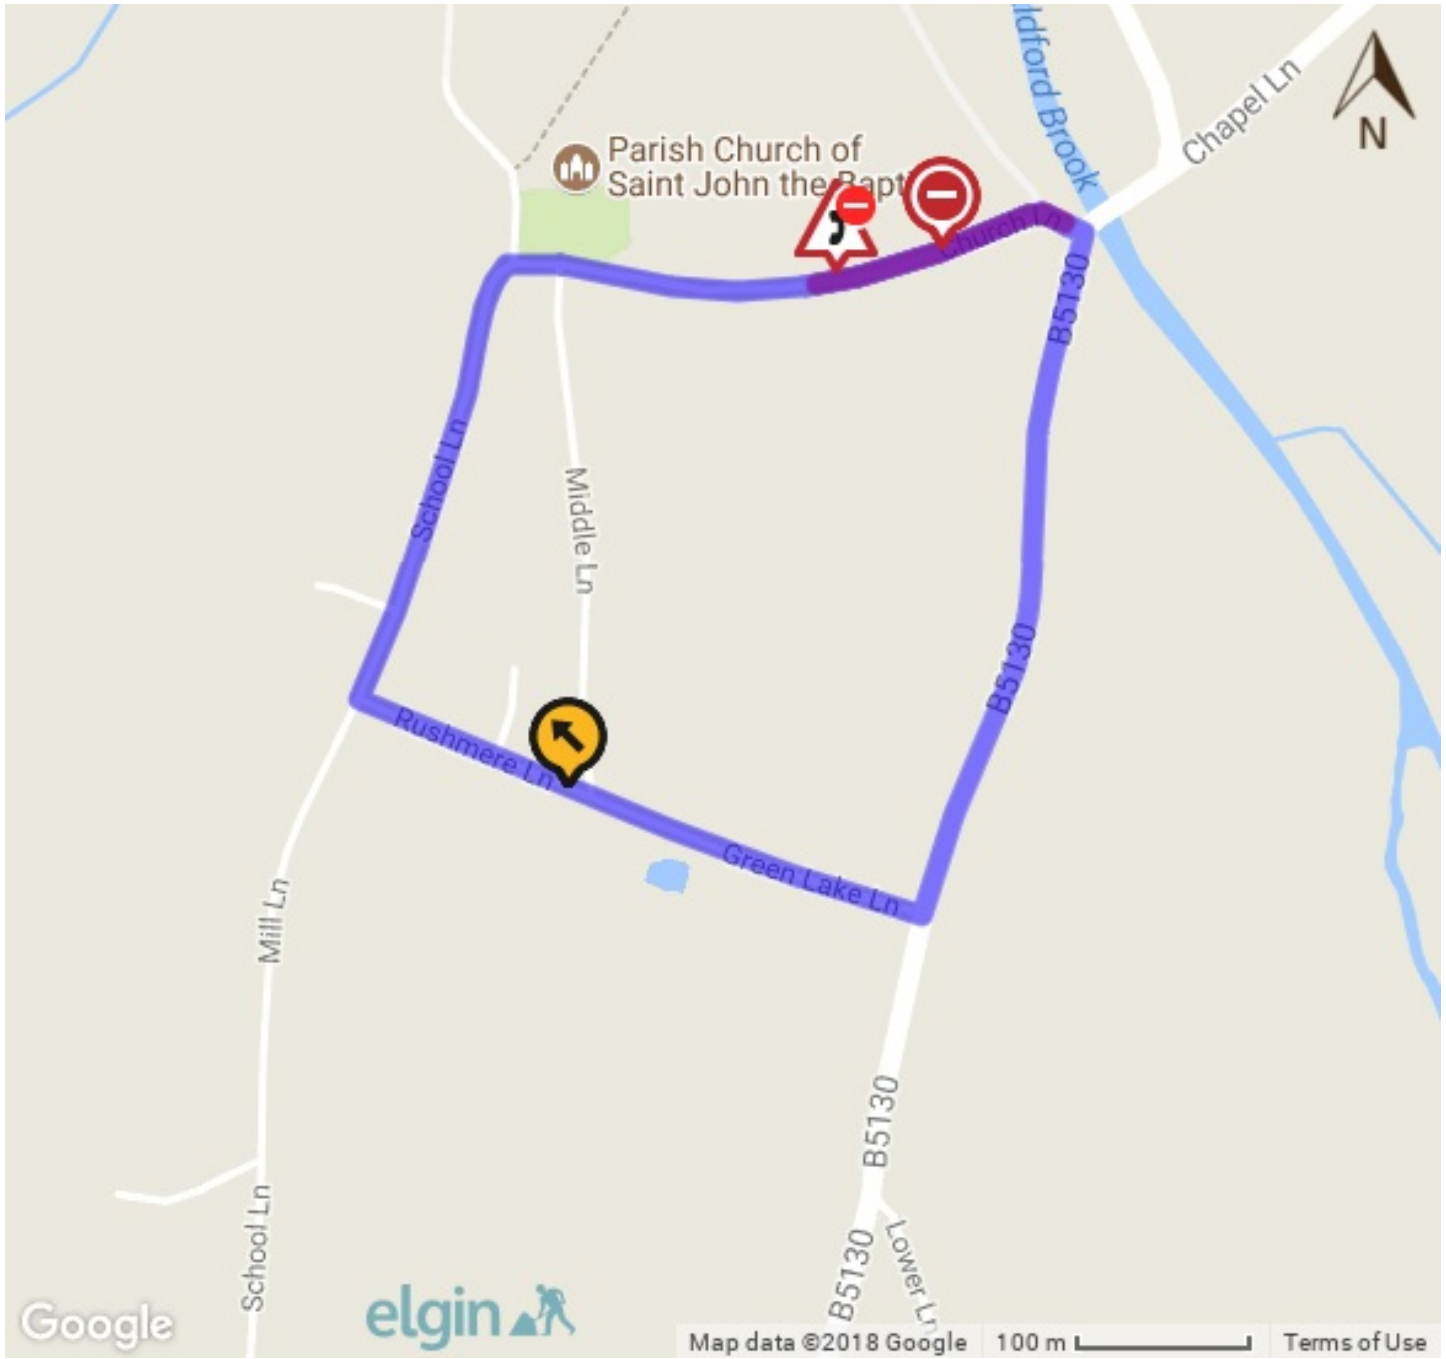 ldford Brook
Chapel Ln
N
Parish Church of
Saint John the Bapti
Church Ln
B5130
School Ln
Middle Ln
B5130
Rushmere Ln
Green Lake Ln
Mill Ln
B5130
School Ln
Lower Ln
B5130
Google
elgin
Map data ©2018 Google
100 m
Terms of Use